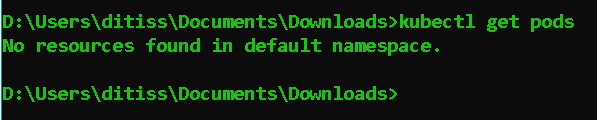 D:\Users\ditiss\Documents\Downloads>kubectl get pods
No resources found in default namespace.
D:\Users\ditiss\Documents\Downloads>